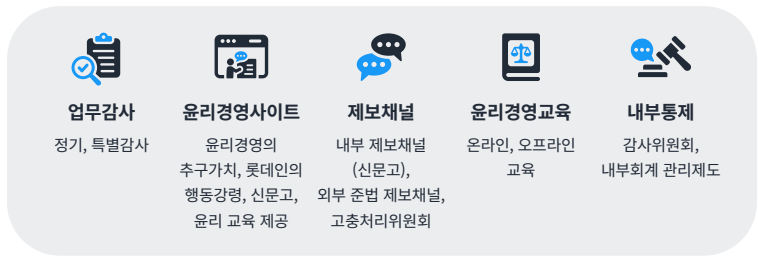 업무감사
정기, 특별감사
윤리경영사이트
윤리경영의
추구가치, 롯데인의
행동강령, 신문고,
윤리 교육 제공
제보채널
내부 제보채널
(신문고),
외부 준법 제보채널,
고충처리위원회
윤리경영교육
온라인, 오프라인
교육
내부통제
감사위원회,
내부회계 관리제도